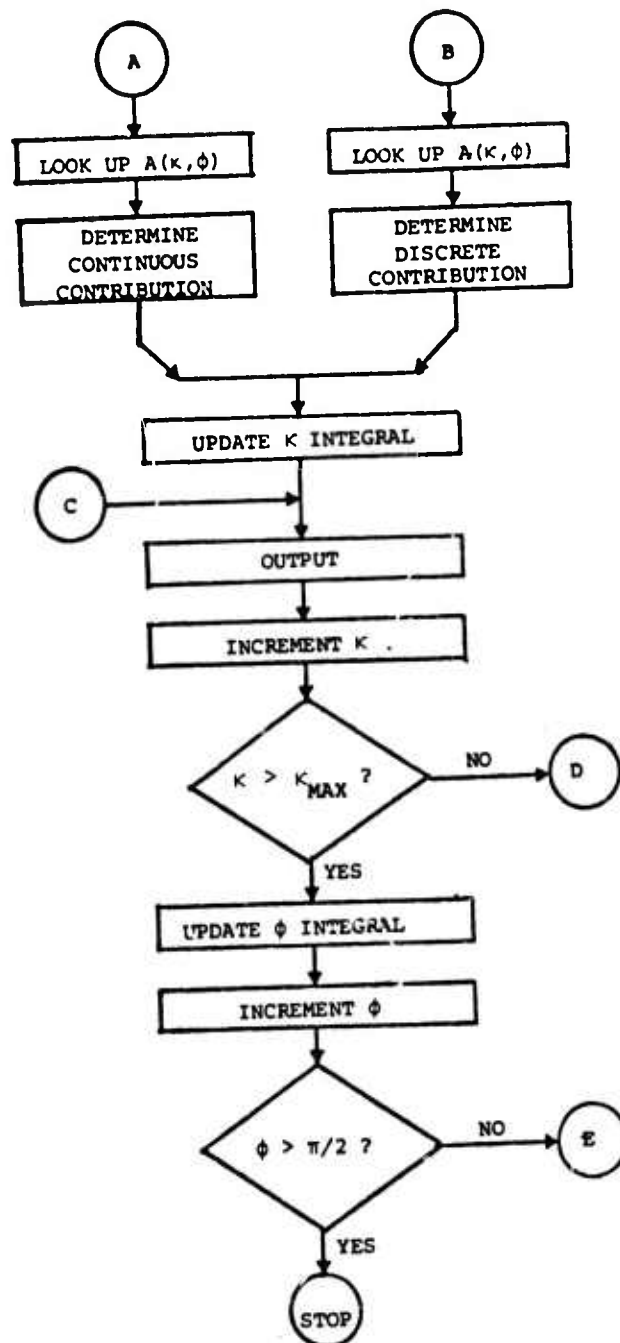 A
B
LOOK UP A(κ,φ)
LOOK UP A(κ,φ)
DETERMINE
CONTINUOUS
CONTRIBUTION
DETERMINE
DISCRETE
CONTRIBUTION
UPDATE κ INTEGRAL
C
OUTPUT
INCREMENT κ
κ > κMAX ?
NO
D
YES
UPDATE φ INTEGRAL
INCREMENT φ
φ > π/2 ?
NO
E
YES
STOP